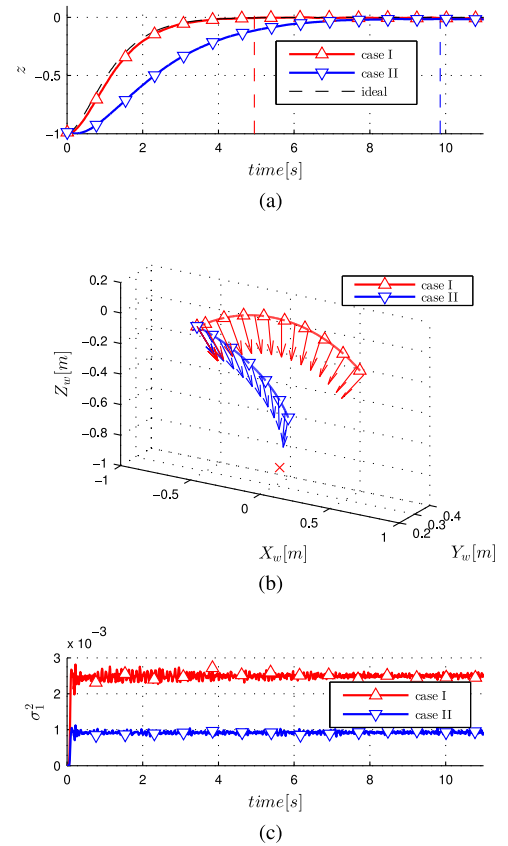 0
−0.5
−1
z
case I
case II
ideal
0 2 4 6 8 10
time[s]
(a)
case I
case II
0.2
0
−0.2
−0.4
−0.6
−0.8
−1
Z_w[m]
−1 −0.5 0 0.5 1
X_w[m]
0.2 0.3 0.4
Y_w[m]
(b)
x 10⁻³
3
2
1
0
σ₁²
case I
case II
0 2 4 6 8 10
time[s]
(c)